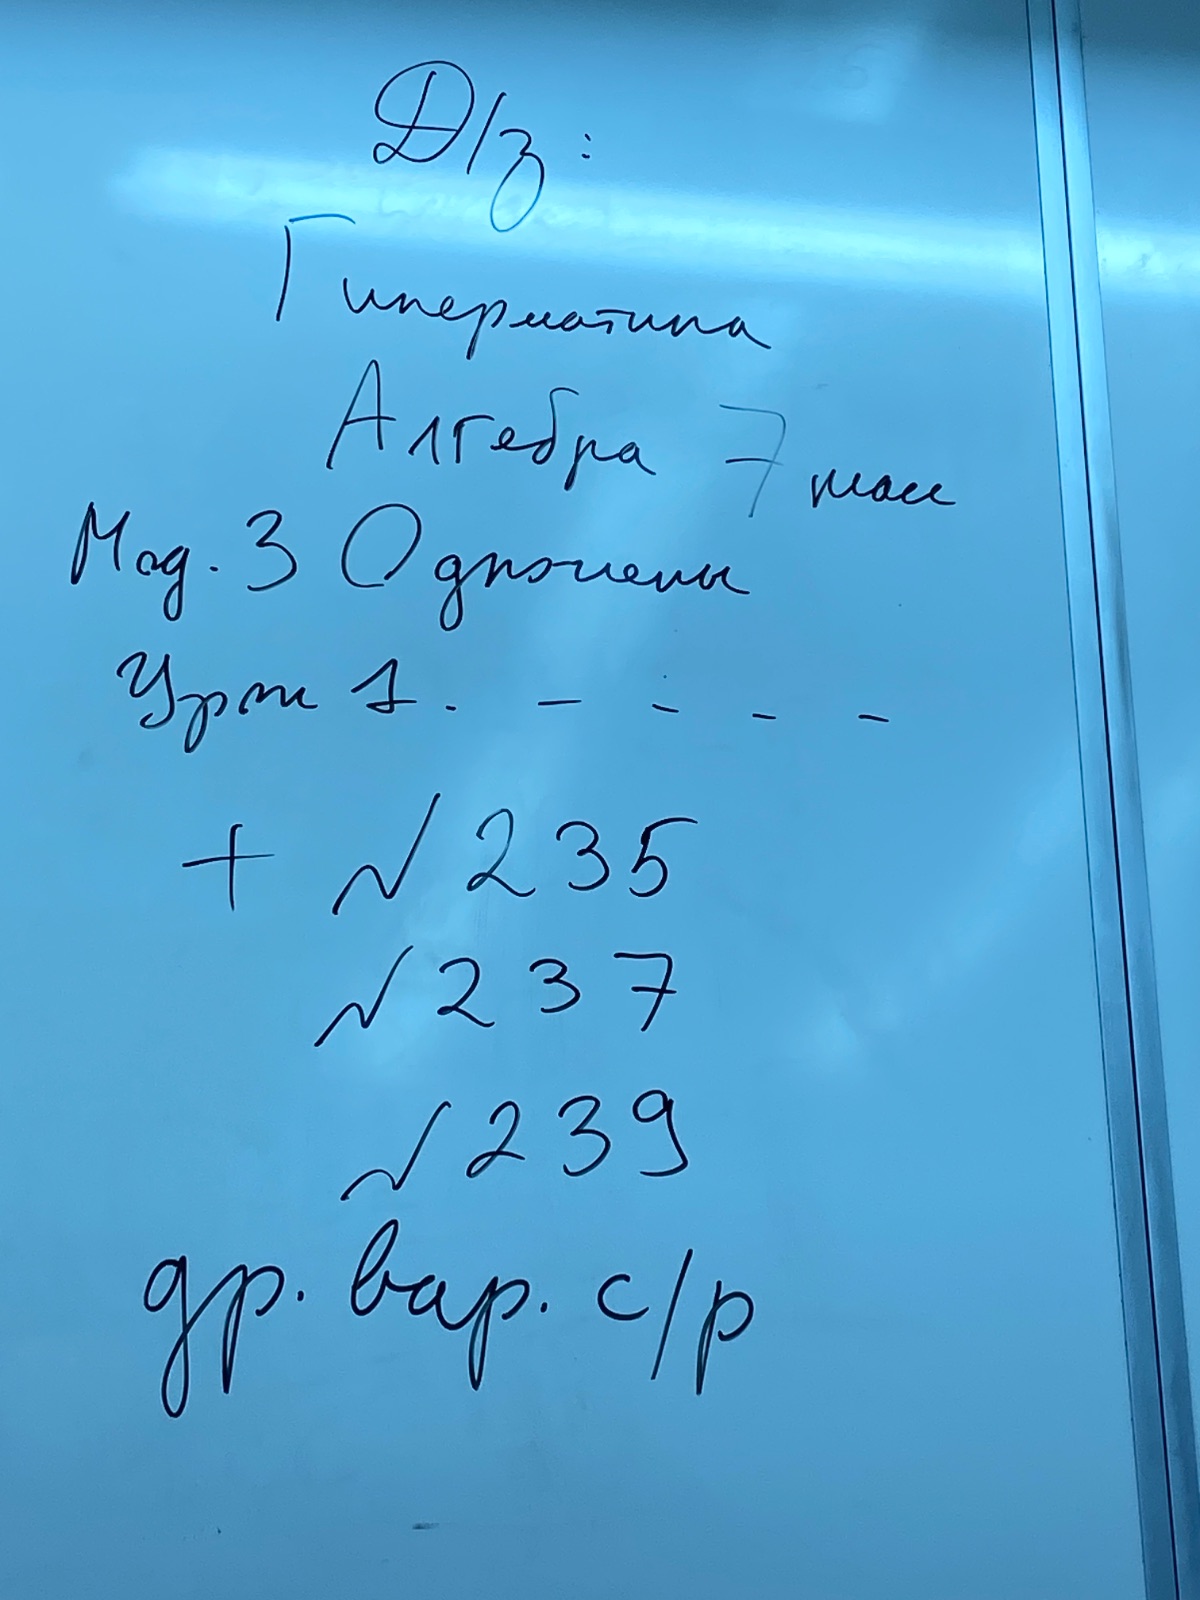 Д/з:
Гиперматика
Алгебра 7 класс
Мод. 3 Одночлены
Урок 1. - - - -
+ №235
№237
№239
др. вар. с/р